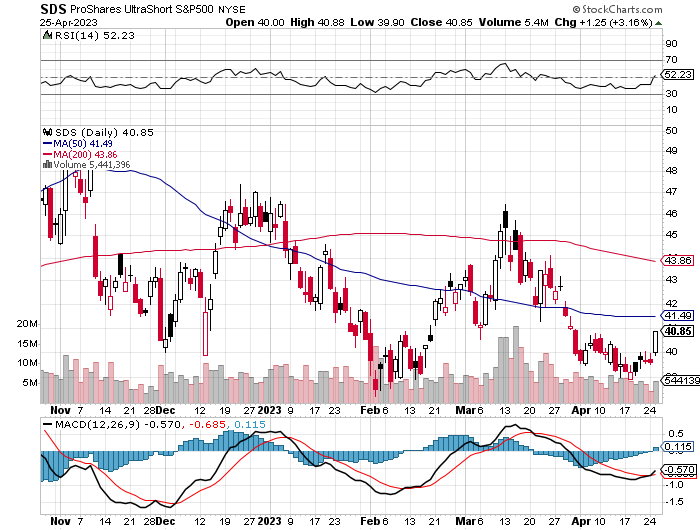 SDS ProShares UltraShort S&P500 NYSE © StockCharts.com
25-Apr-2023 Open 40.00 High 40.88 Low 39.90 Close 40.85 Volume 5.4M Chg +1.25 (+3.16%)
RSI(14) 52.23
90
70
52.23
30
10
SDS (Daily) 40.85
MA(50) 41.49
MA(200) 43.86
Volume 5,441,396
50
49
48
47
46
45
43.86
43
42
41.49
40.85
40
39
5441396
20M
15M
10M
5M
Nov 7 14 21 28 Dec 12 19 27 2023 9 17 23 Feb 6 13 21 Mar 6 13 20 27 Apr 10 17 24
MACD(12,26,9) -0.570, -0.685, 0.115
0.5
0.115
-0.570
-1.0
-1.5
Nov 7 14 21 28 Dec 12 19 27 2023 9 17 23 Feb 6 13 21 Mar 6 13 20 27 Apr 10 17 24